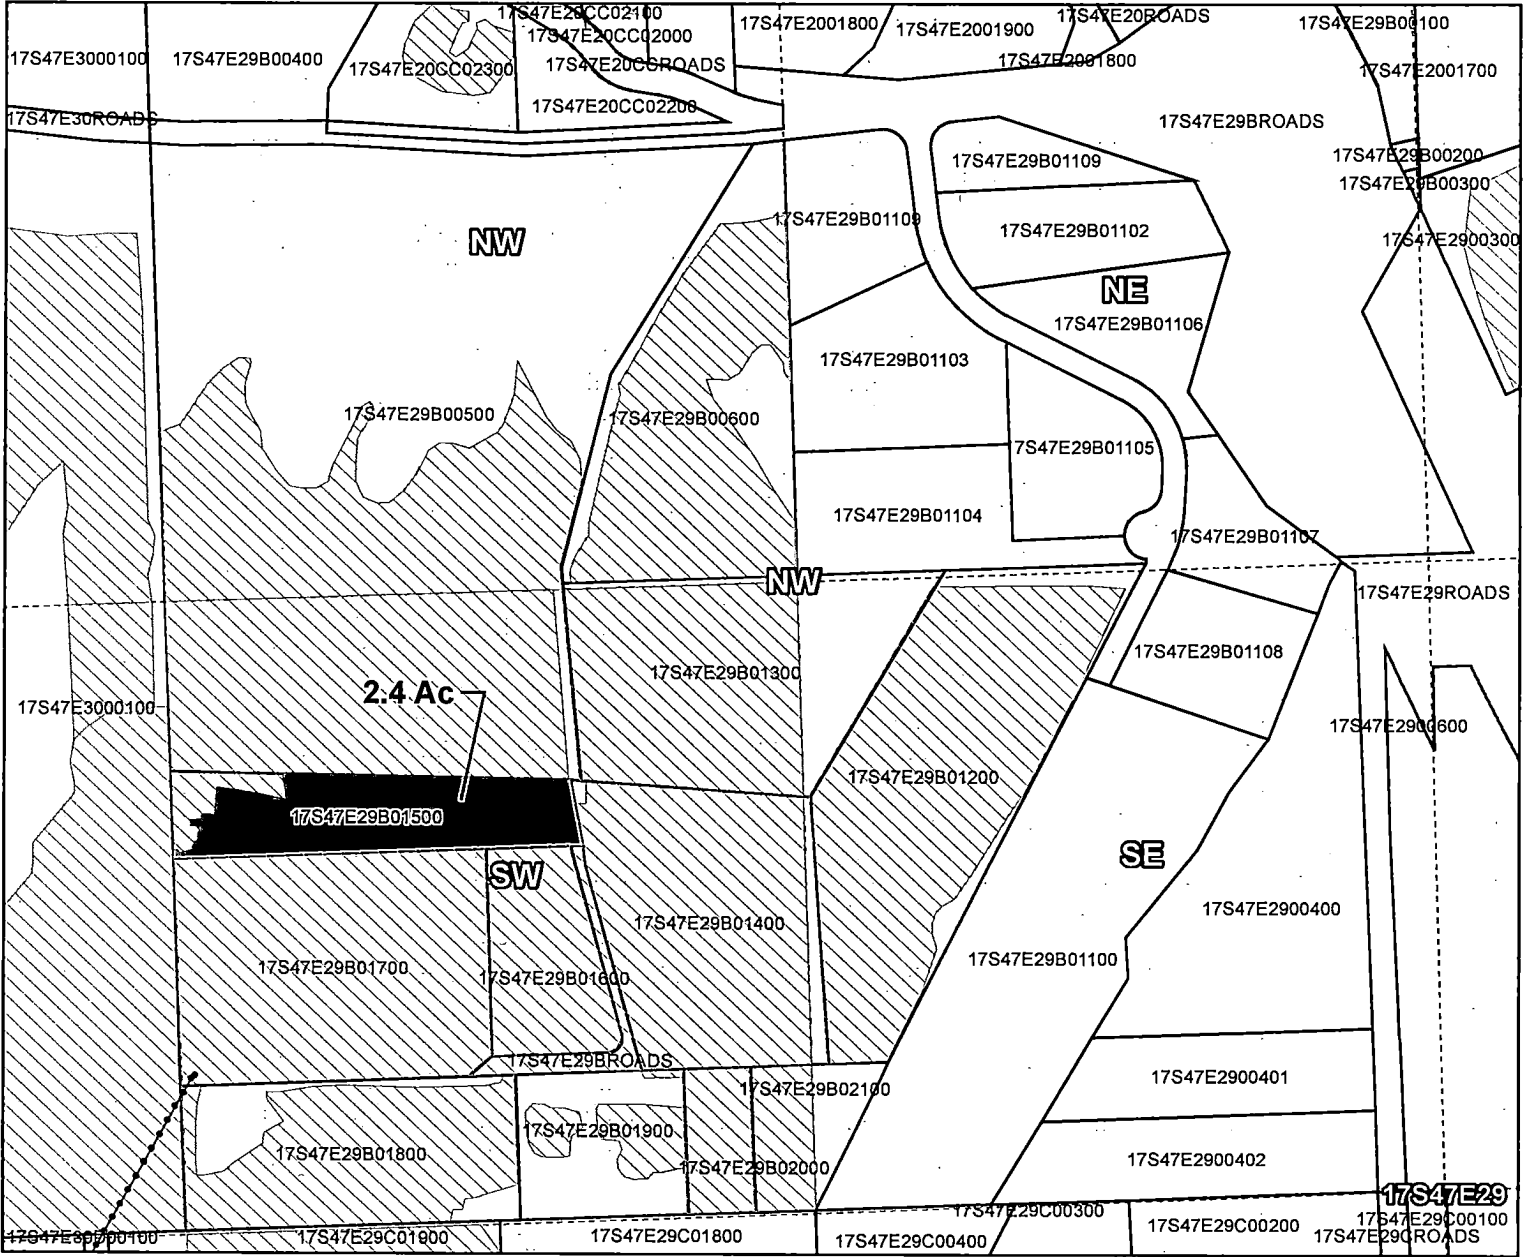 17S47E20CC02100
17S47E2001800
17S47E20ROADS
17S47E29B00100
17S47E2001900
17S47E20CC02000
17S47E3000100
17S47E29B00400
17S47E20CC02300
17S47E20CCROADS
17S47E2001800
17S47E2001700
17S47E20CC02200
17S47E30ROADS
17S47E29BROADS
17S47E29B00200
17S47E29B01109
17S47E29B00300
17S47E29B01109
17S47E29B01102
17S47E2900300
NW
NE
17S47E29B01106
17S47E29B01103
17S47E29B00500
17S47E29B00600
7S47E29B01105
17S47E29B01104
17S47E29B01107
NW
17S47E29ROADS
17S47E29B01108
17S47E29B01300
2.4 Ac
17S47E3000100
17S47E2900600
17S47E29B01200
17S47E29B01500
SE
SW
17S47E2900400
17S47E29B01400
17S47E29B01100
17S47E29B01700
17S47E29B01600
17S47E29BROADS
17S47E2900401
17S47E29B02100
17S47E29B01900
17S47E29B01800
17S47E2900402
17S47E29B02000
17S47E29
17S47E29C00300
17S47E29C00100
17S47E29C00200
17S47E30D00100
17S47E29C01900
17S47E29C01800
17S47E29C00400
17S47E29CROADS